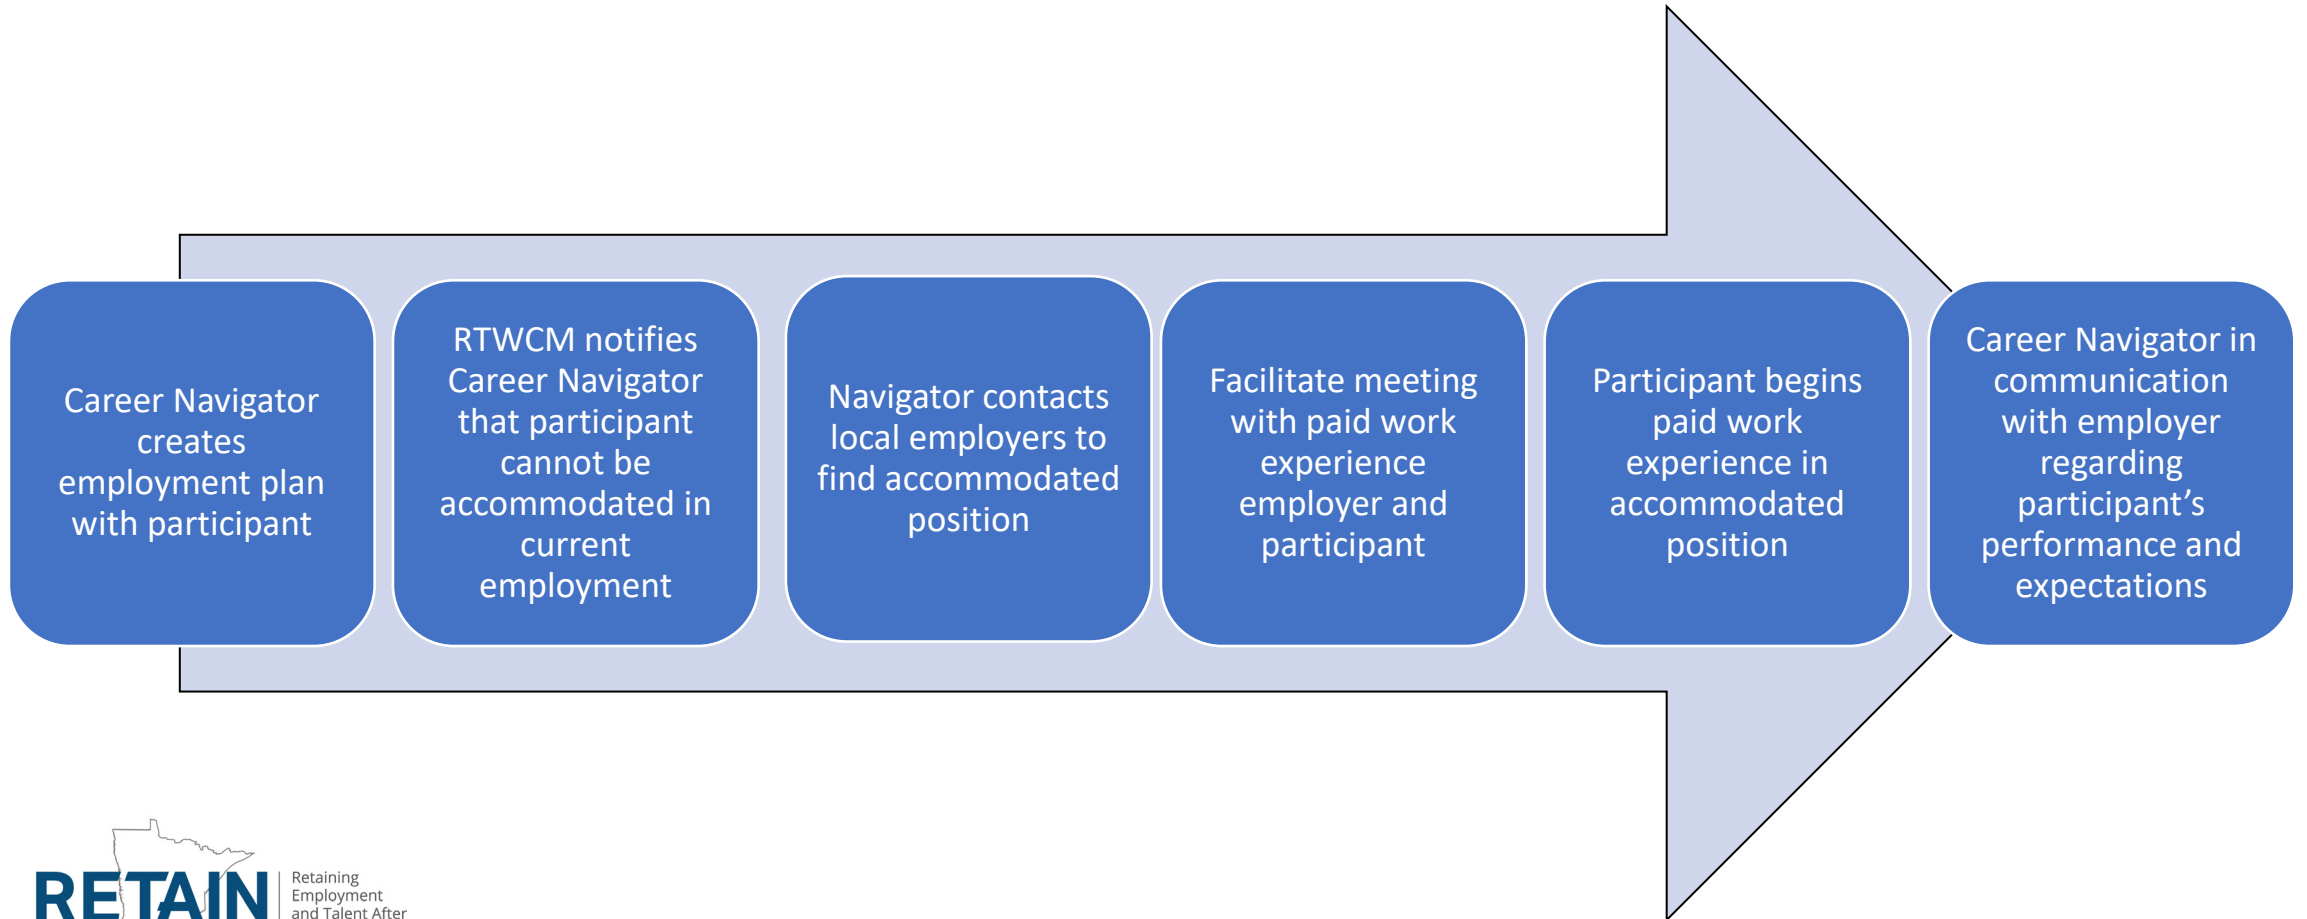 Career Navigator
creates
employment plan
with participant
RTWCM notifies
Career Navigator
that participant
cannot be
accommodated in
current
employment
Navigator contacts
local employers to
find accommodated
position
Facilitate meeting
with paid work
experience
employer and
participant
Participant begins
paid work
experience in
accommodated
position
Career Navigator in
communication
with employer
regarding
participant’s
performance and
expectations
RETAIN
Retaining
Employment
and Talent After